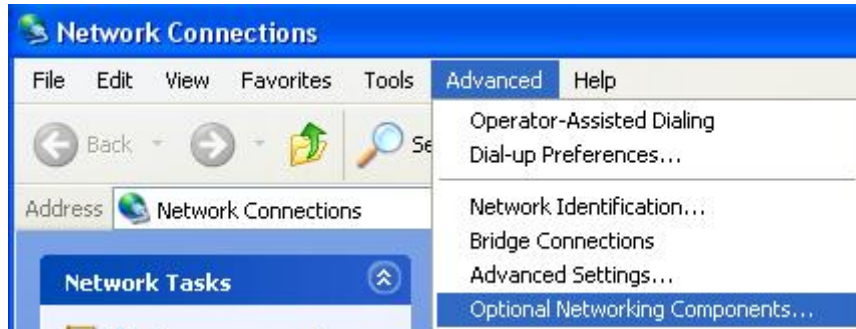 Network Connections
File Edit View Favorites Tools Advanced Help
Operator-Assisted Dialing
Back
Dial-up Preferences...
Address Network Connections
Network Identification...
Bridge Connections
Network Tasks
Advanced Settings...
Optional Networking Components...